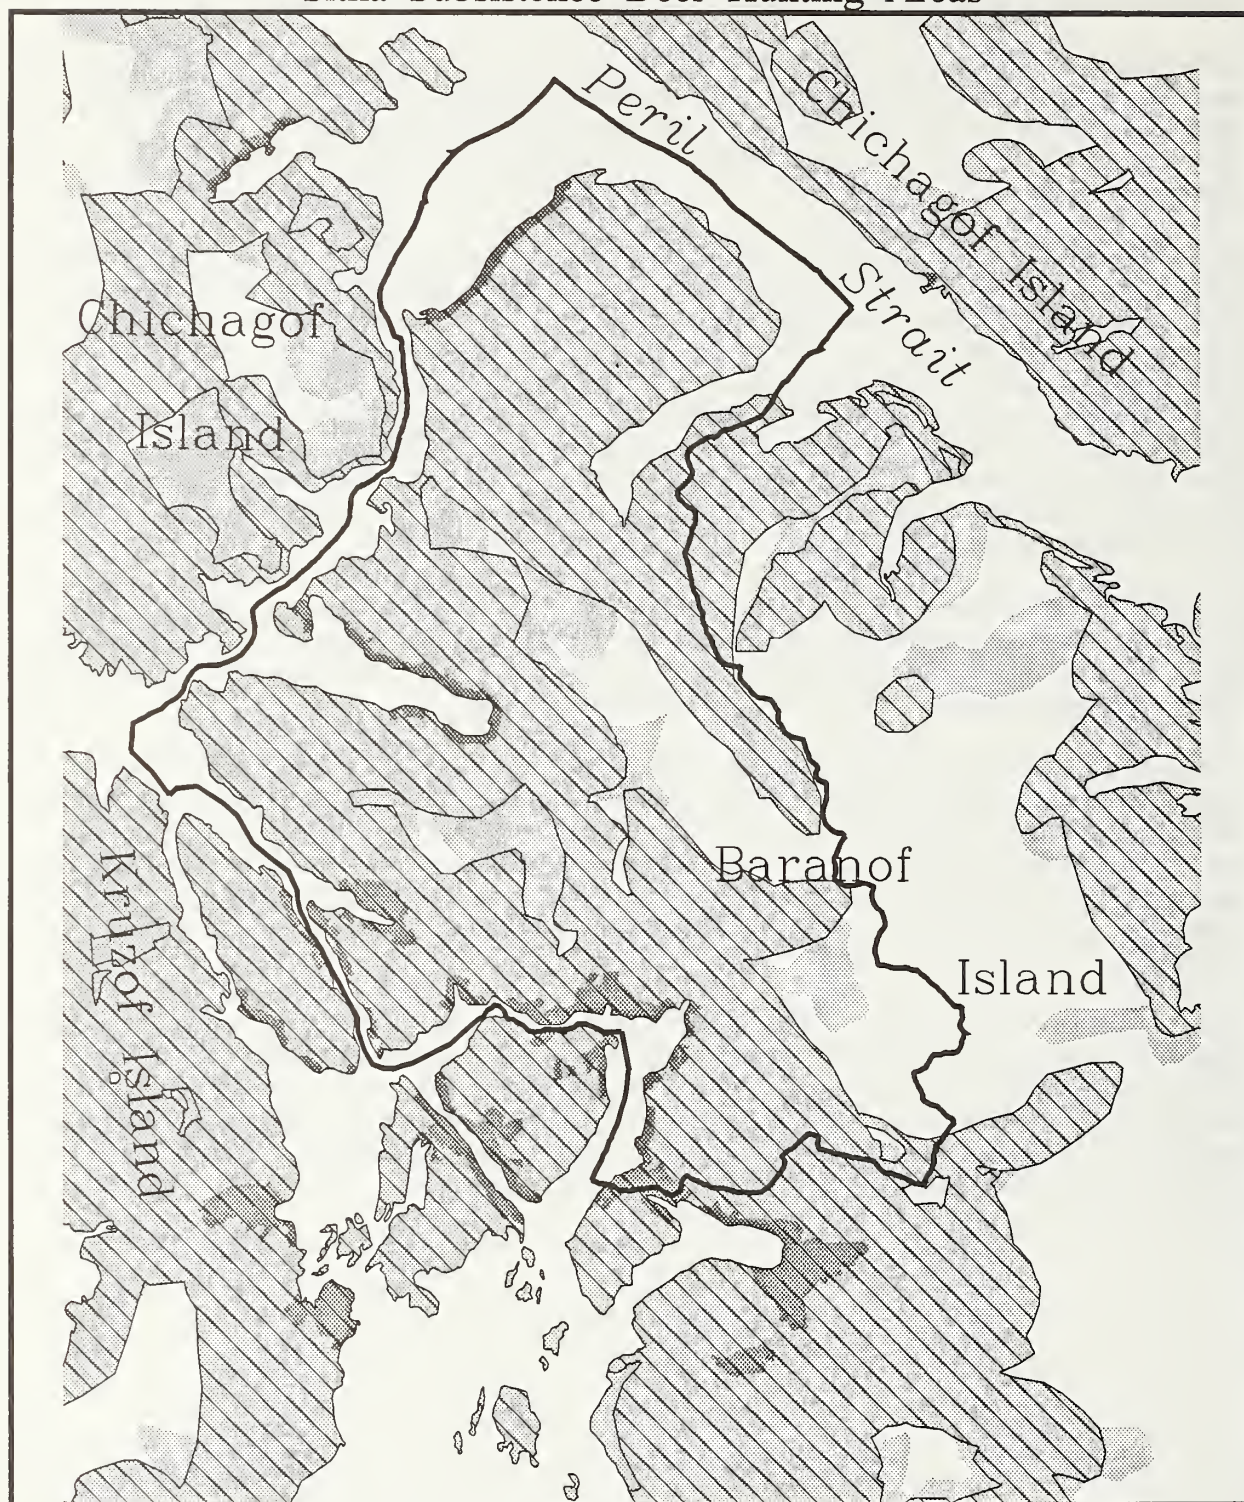 Peril
Strait
Chichagof Island
Chichagof
Island
Baranof
Island
Kruzof Island